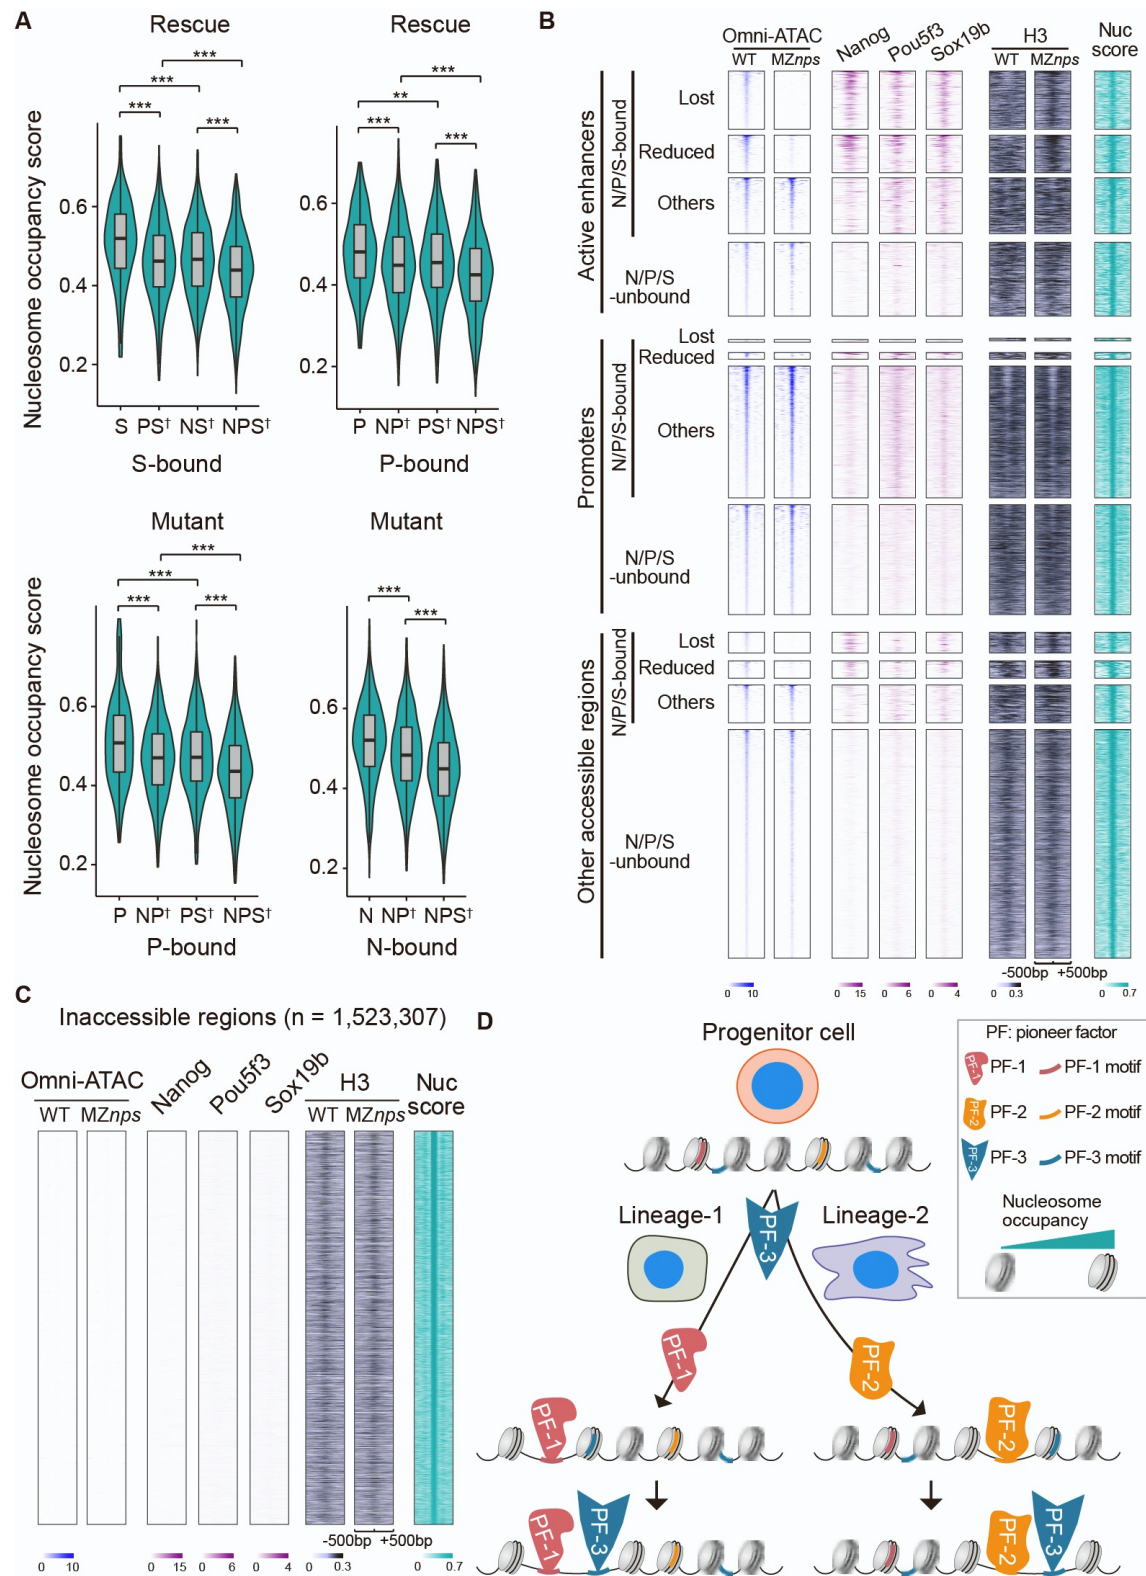 A
Rescue
Rescue
Nucleosome occupancy score
***
***
***
***
0.6
0.4
0.2
S PS† NS† NPS†
S-bound
***
**
***
***
0.6
0.4
0.2
P NP† PS† NPS†
P-bound
Mutant
Mutant
Nucleosome occupancy score
***
***
***
***
0.6
0.4
0.2
P NP† PS† NPS†
P-bound
***
***
0.6
0.4
0.2
N NP† NPS†
N-bound
B
Omni-ATAC
WT MZnps
Nanog
Pou5f3
Sox19b
H3
WT MZnps
Nuc
score
Active enhancers
N/P/S-bound
Lost
Reduced
Others
N/P/S
-unbound
Promoters
N/P/S-bound
Lost
Reduced
Others
N/P/S
-unbound
Other accessible regions
N/P/S-bound
Lost
Reduced
Others
N/P/S
-unbound
-500bp +500bp
0 10
0 15
0 6
0 4
0 0.3
0 0.7
C
Inaccessible regions (n = 1,523,307)
Omni-ATAC
WT MZnps
Nanog
Pou5f3
Sox19b
H3
WT MZnps
Nuc
score
-500bp +500bp
0 10
0 15
0 6
0 4
0 0.3
0 0.7
D
Progenitor cell
PF: pioneer factor
PF-1 PF-1 PF-1 motif
PF-2 PF-2 PF-2 motif
PF-3 PF-3 PF-3 motif
Nucleosome
occupancy
Lineage-1
PF-3
Lineage-2
PF-1
PF-2
PF-1
PF-2
PF-1
PF-3
PF-2
PF-3